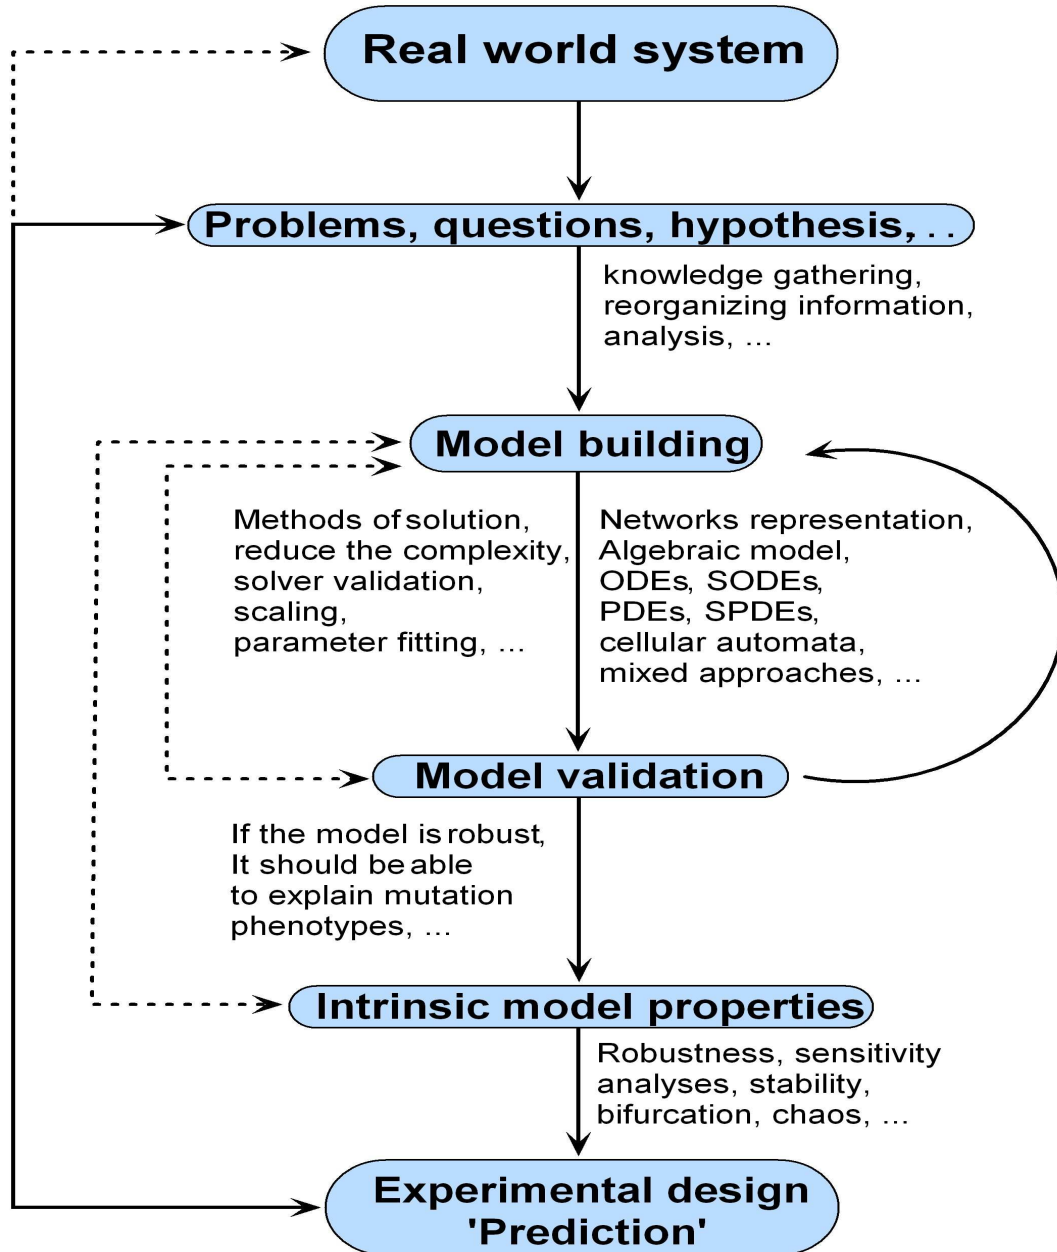 Real world system
Problems, questions, hypothesis, . .
knowledge gathering,
reorganizing information,
analysis, ...
Model building
Methods of solution,
reduce the complexity,
solver validation,
scaling,
parameter fitting, ...
Networks representation,
Algebraic model,
ODEs, SODEs,
PDEs, SPDEs,
cellular automata,
mixed approaches, ...
Model validation
If the model is robust,
It should be able
to explain mutation
phenotypes, ...
Intrinsic model properties
Robustness, sensitivity
analyses, stability,
bifurcation, chaos, ...
Experimental design
'Prediction'